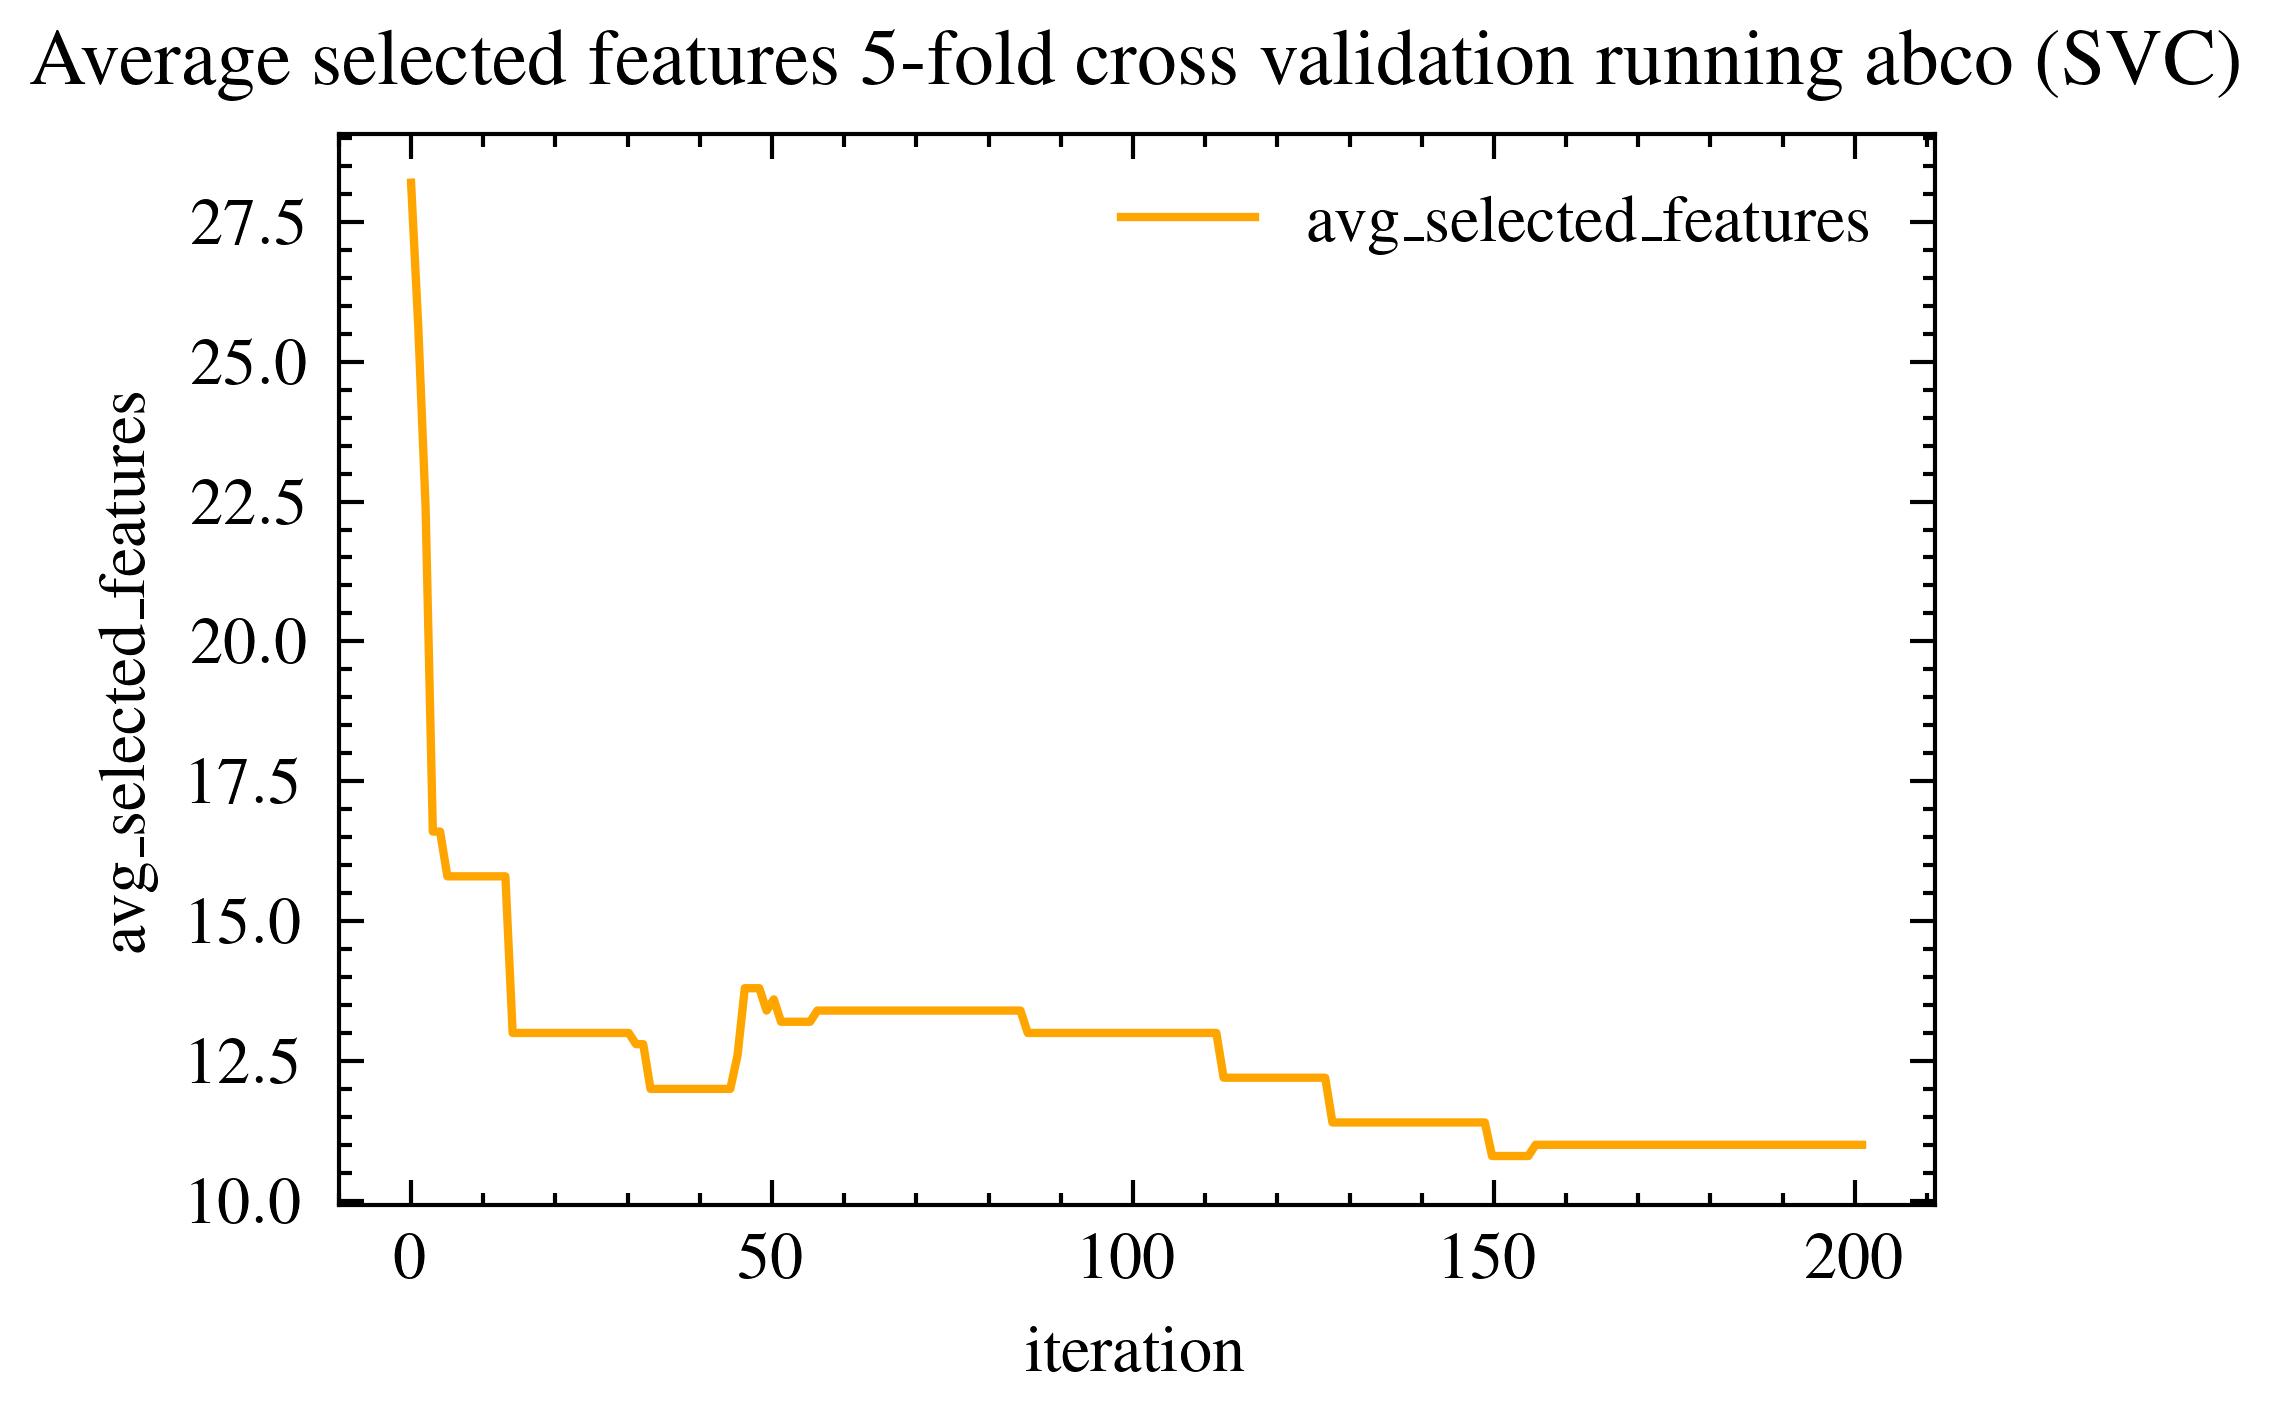 Average selected features 5-fold cross validation running abco (SVC)
avg_selected_features
27.5
25.0
22.5
20.0
17.5
15.0
12.5
10.0
avg_selected_features
0 50 100 150 200
iteration